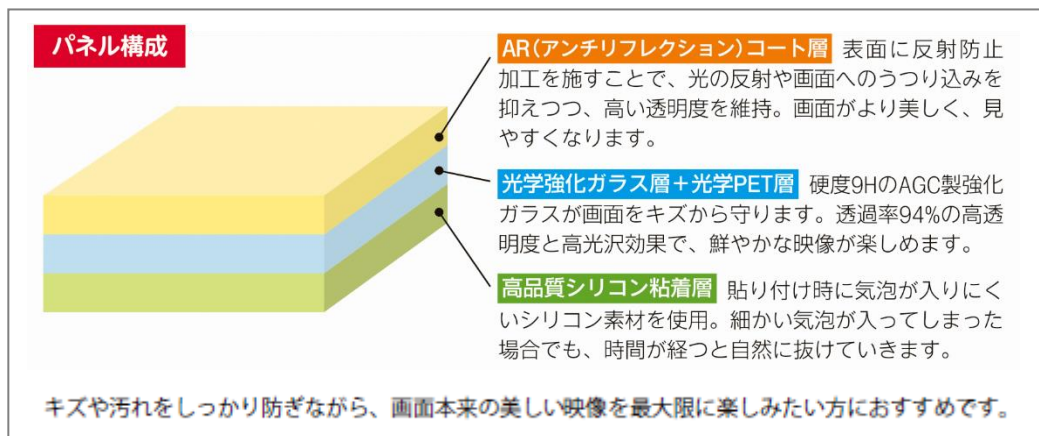 パネル構成
AR(アンチリフレクション)コート層 表面に反射防止
加工を施すことで、光の反射や画面へのうつり込みを
抑えつつ、高い透明度を維持。画面がより美しく、見
やすくなります。
光学強化ガラス層+光学PET層 硬度9HのAGC製強化
ガラスが画面をキズから守ります。透過率94%の高透
明度と高光沢効果で、鮮やかな映像が楽しめます。
高品質シリコン粘着層 貼り付け時に気泡が入りにく
いシリコン素材を使用。細かい気泡が入ってしまった
場合でも、時間が経つと自然に抜けていきます。
キズや汚れをしっかり防ぎながら、画面本来の美しい映像を最大限に楽しみたい方におすすめです。